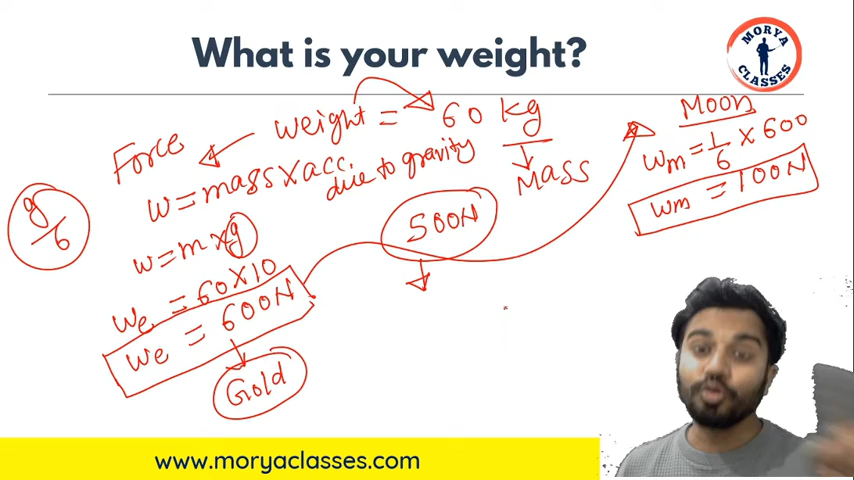 What is your weight?
MORYA
CLASSES
Force
weight = 60 kg
Mass
w = mass x acc.
due to gravity
g/6
w = m x g
500N
we = 60 x 10
we = 600N
Gold
Moon
wm = 1/6 x 600
wm = 100N
www.moryaclasses.com